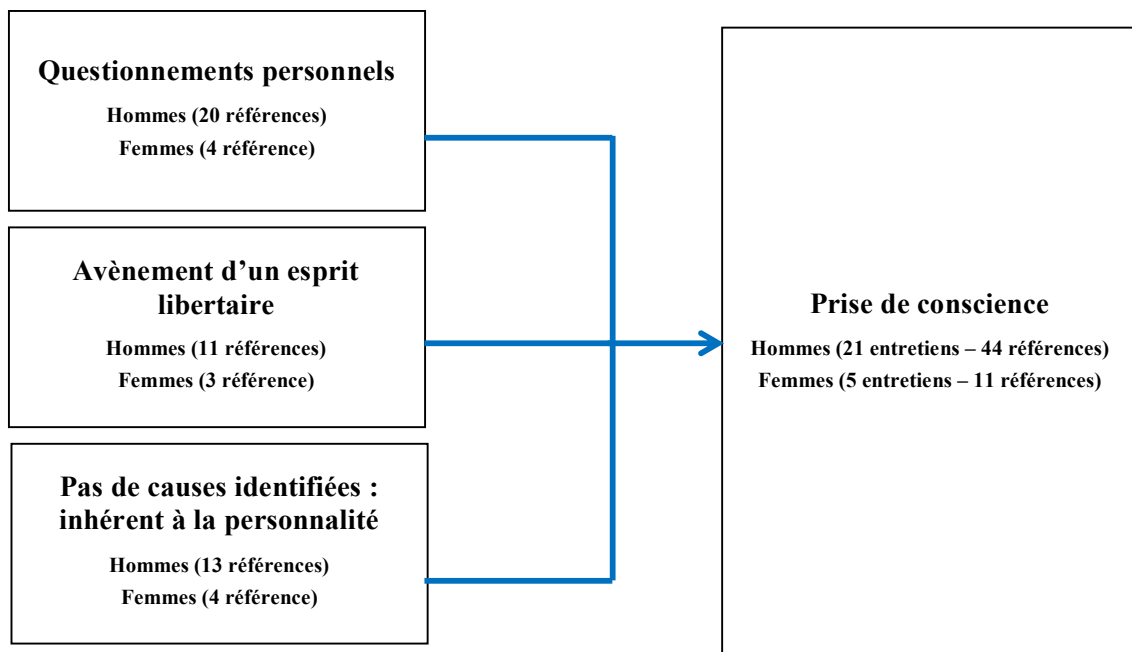 Questionnements personnels
Hommes (20 références)
Femmes (4 référence)
Avènement d’un esprit
libertaire
Hommes (11 références)
Femmes (3 référence)
Pas de causes identifiées :
inhérent à la personnalité
Hommes (13 références)
Femmes (4 référence)
Prise de conscience
Hommes (21 entretiens – 44 références)
Femmes (5 entretiens – 11 références)